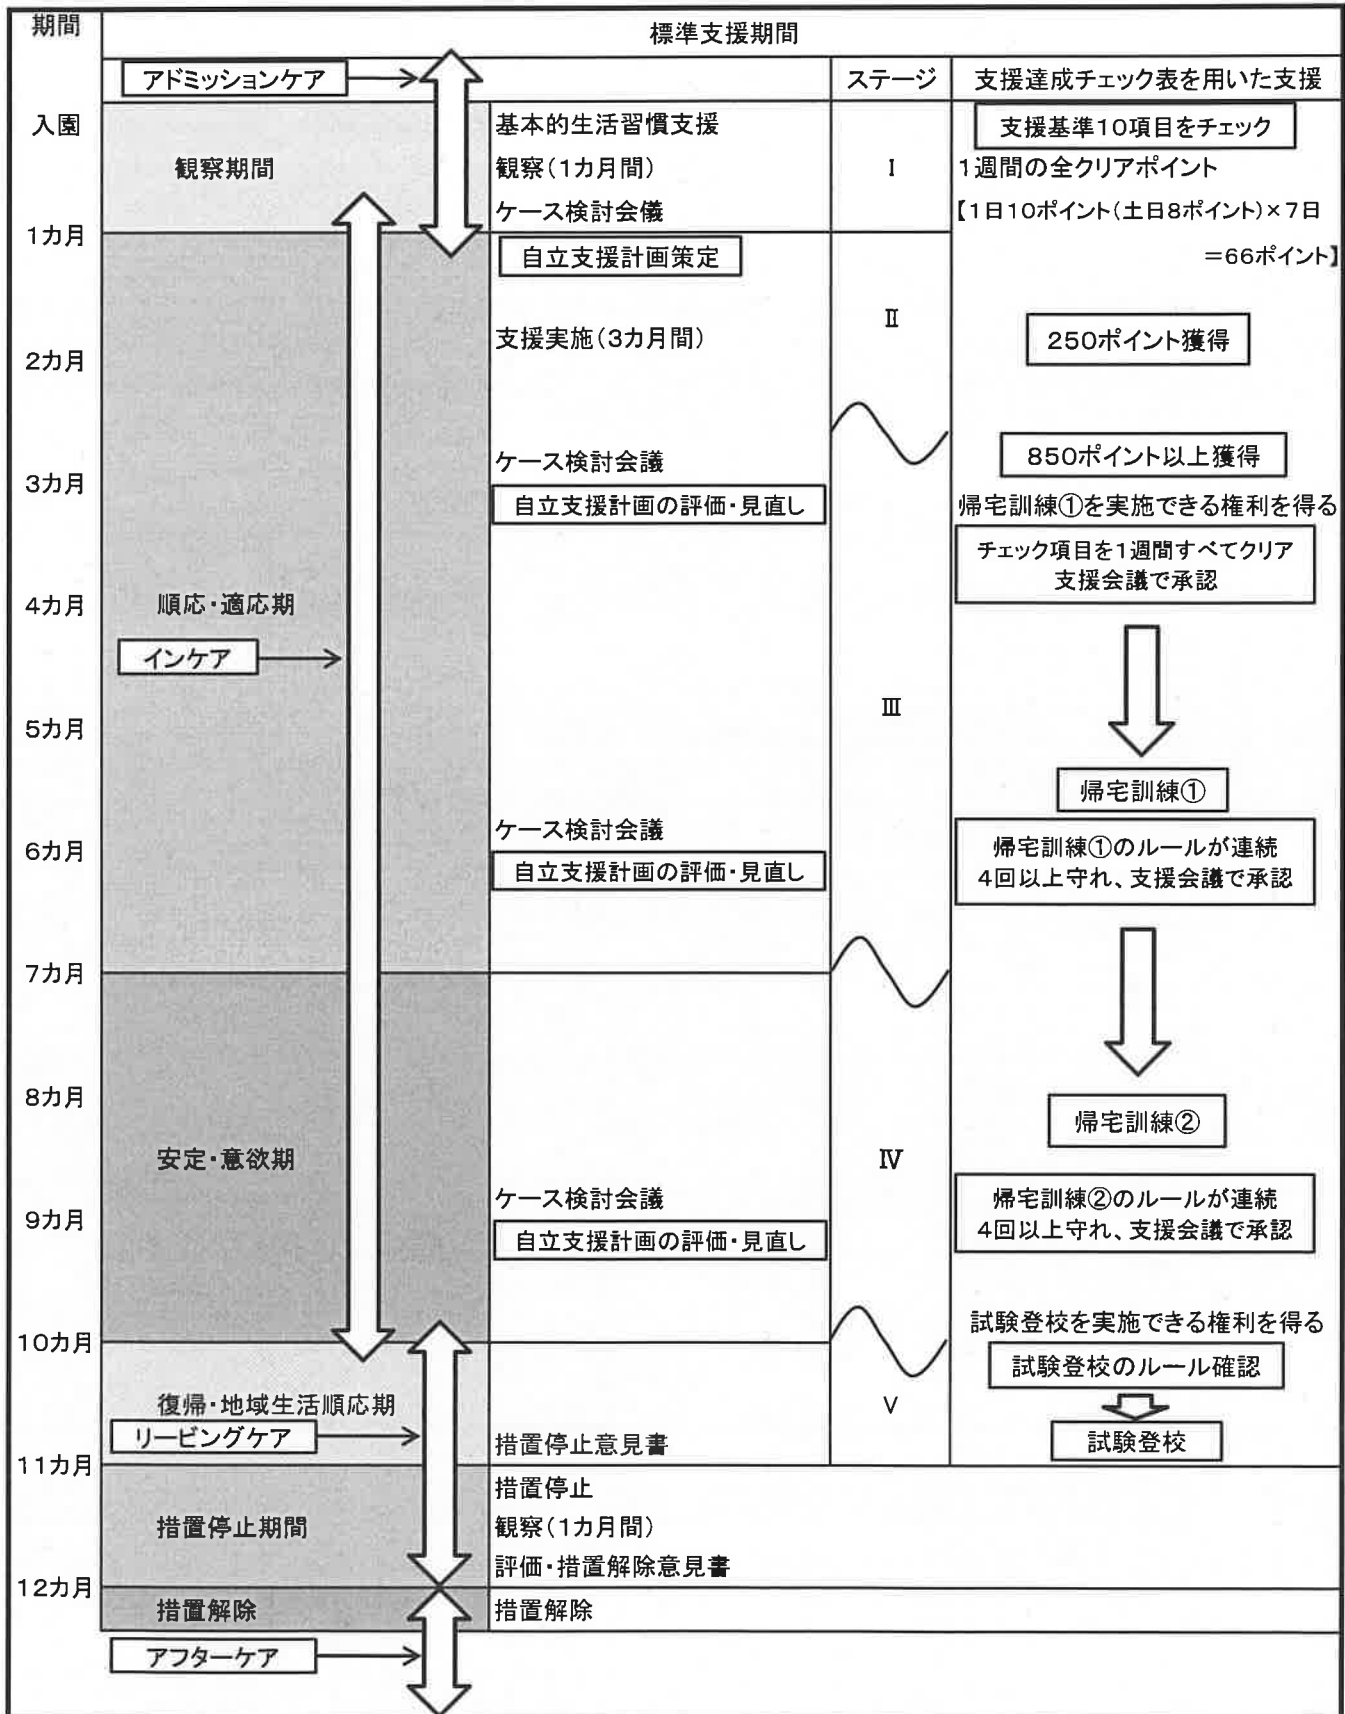 期間
標準支援期間
アドミッションケア
ステージ
支援達成チェック表を用いた支援
入園
観察期間
基本的生活習慣支援
観察(1カ月間)
ケース検討会儀
Ⅰ
支援基準10項目をチェック
1週間の全クリアポイント
【1日10ポイント(土日8ポイント)×7日
=66ポイント】
1カ月
自立支援計画策定
支援実施(3カ月間)
Ⅱ
250ポイント獲得
2カ月
ケース検討会議
850ポイント以上獲得
3カ月
自立支援計画の評価・見直し
帰宅訓練①を実施できる権利を得る
チェック項目を1週間すべてクリア
支援会議で承認
4カ月
順応・適応期
インケア
Ⅲ
5カ月
帰宅訓練①
ケース検討会議
6カ月
自立支援計画の評価・見直し
帰宅訓練①のルールが連続
4回以上守れ、支援会議で承認
7カ月
8カ月
帰宅訓練②
安定・意欲期
Ⅳ
ケース検討会議
9カ月
自立支援計画の評価・見直し
帰宅訓練②のルールが連続
4回以上守れ、支援会議で承認
10カ月
試験登校を実施できる権利を得る
試験登校のルール確認
復帰・地域生活順応期
リービングケア
措置停止意見書
Ⅴ
試験登校
11カ月
措置停止期間
措置停止
観察(1カ月間)
評価・措置解除意見書
12カ月
措置解除
措置解除
アフターケア